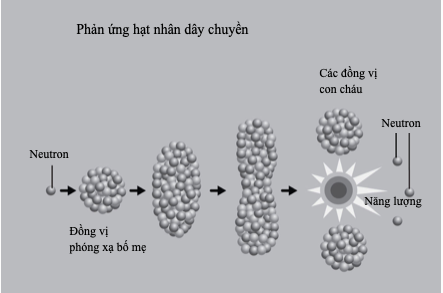 Phản ứng hạt nhân dây chuyền
Các đồng vị
con cháu
Neutron
Neutron
Năng lượng
Đồng vị
phóng xạ bố mẹ